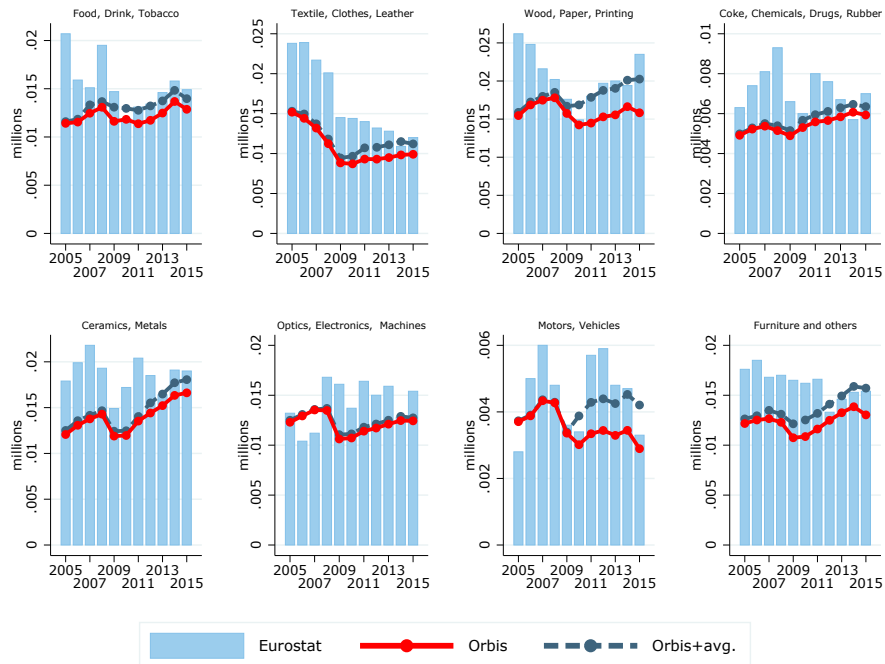 Food, Drink, Tobacco
Textile, Clothes, Leather
Wood, Paper, Printing
Coke, Chemicals, Drugs, Rubber
millions
0 .005 .01 .015 .02
2005 2007 2009 2011 2013 2015
millions
0 .005 .01 .015 .02 .025
2005 2007 2009 2011 2013 2015
millions
0 .005 .01 .015 .02 .025
2005 2007 2009 2011 2013 2015
millions
0 .002 .004 .006 .008 .01
2005 2007 2009 2011 2013 2015
Ceramics, Metals
Optics, Electronics, Machines
Motors, Vehicles
Furniture and others
millions
0 .005 .01 .015 .02
2005 2007 2009 2011 2013 2015
millions
0 .005 .01 .015 .02
2005 2007 2009 2011 2013 2015
millions
0 .002 .004 .006
2005 2007 2009 2011 2013 2015
millions
0 .005 .01 .015 .02
2005 2007 2009 2011 2013 2015
Eurostat
Orbis
Orbis+avg.